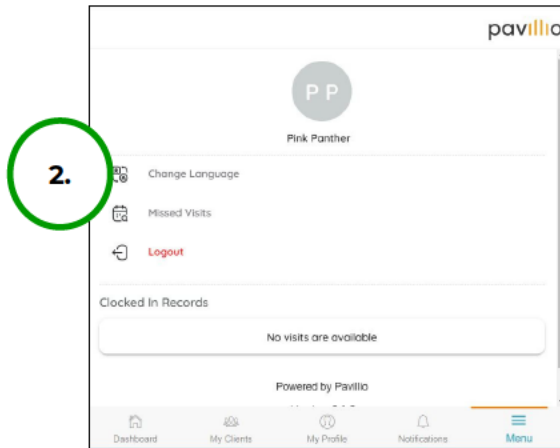 pavillio
P P
Pink Panther
2.
Change Language
Missed Visits
Logout
Clocked In Records
No visits are available
Powered by Pavillio
Dashboard
My Clients
My Profile
Notifications
Menu